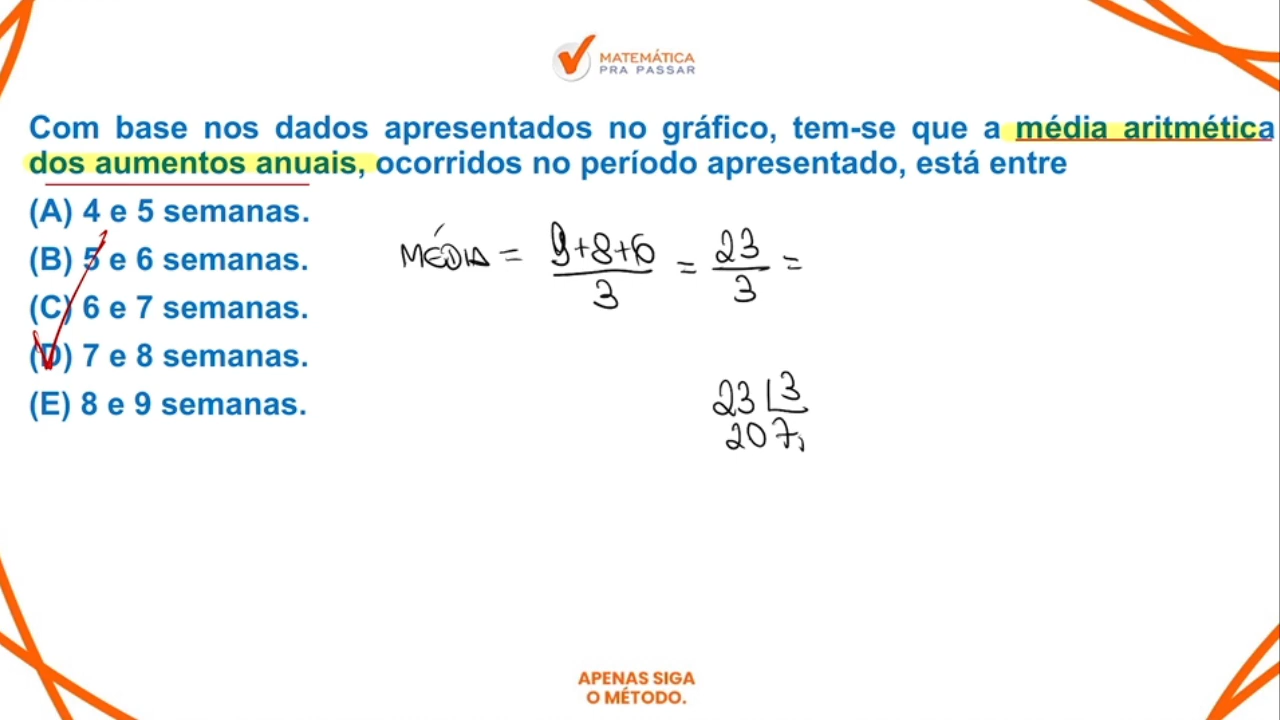 MATEMÁTICA
PRA PASSAR
Com base nos dados apresentados no gráfico, tem-se que a média aritmética
dos aumentos anuais, ocorridos no período apresentado, está entre
(A) 4 e 5 semanas.
(B) 5 e 6 semanas.
(C) 6 e 7 semanas.
(D) 7 e 8 semanas.
(E) 8 e 9 semanas.
MÉDIA = 9+8+6 = 23 =
3 3
23 3
20 7,
APENAS SIGA
O MÉTODO.